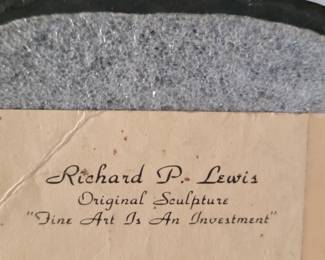 Richard P. Lewis
Original Sculpture
"Fine Art Is An Investment"